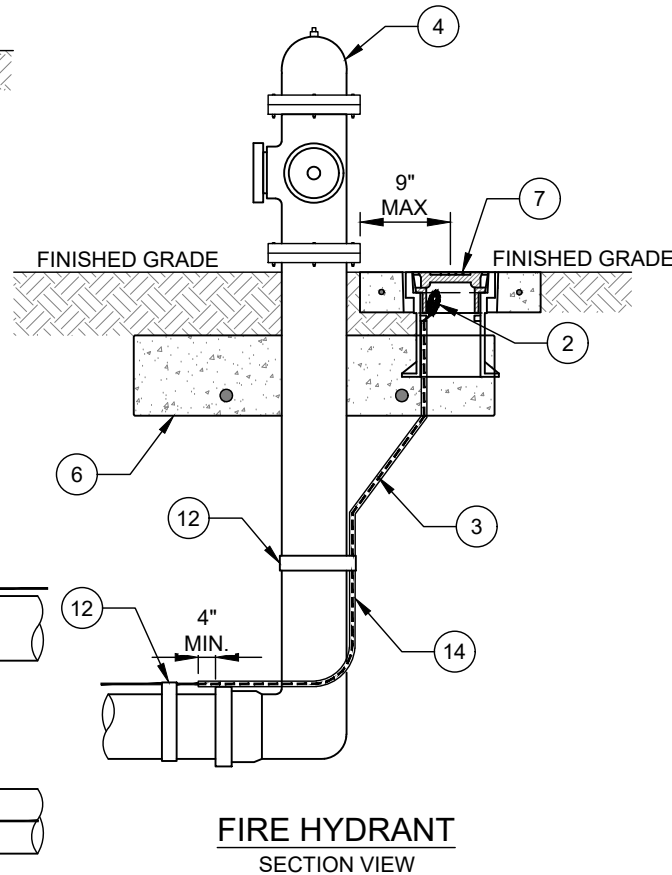 4
9"
MAX
7
FINISHED GRADE
FINISHED GRADE
2
6
12
3
12
4"
MIN.
14
FIRE HYDRANT
SECTION VIEW